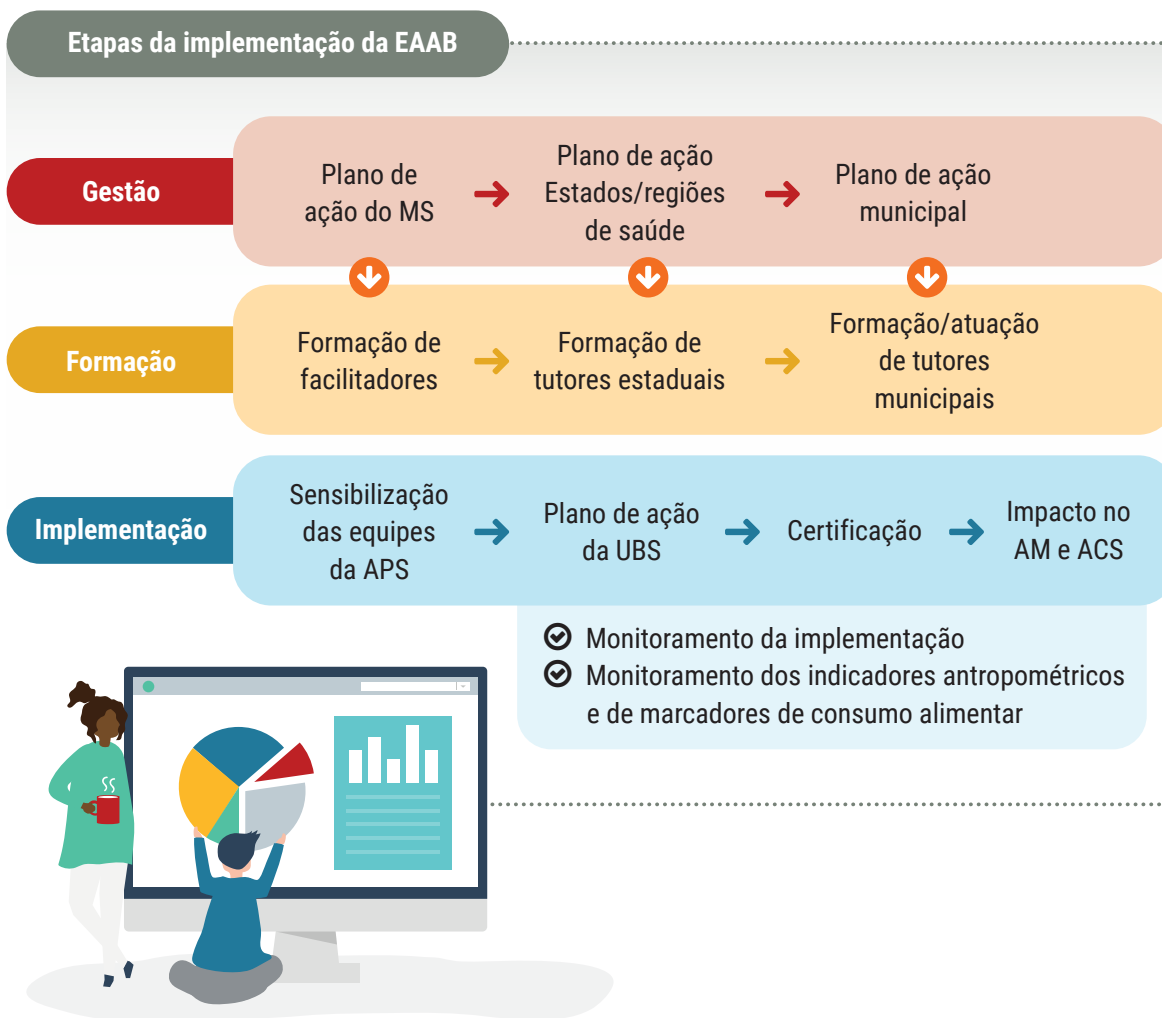 Etapas da implementação da EAAB
Gestão
Plano de
ação do MS
Plano de ação
Estados/regiões
de saúde
Plano de ação
municipal
Formação
Formação de
facilitadores
Formação de
tutores estaduais
Formação/atuação
de tutores
municipais
Implementação
Sensibilização
das equipes
da APS
Plano de ação
da UBS
Certificação
Impacto no
AM e ACS
Monitoramento da implementação
Monitoramento dos indicadores antropométricos
e de marcadores de consumo alimentar